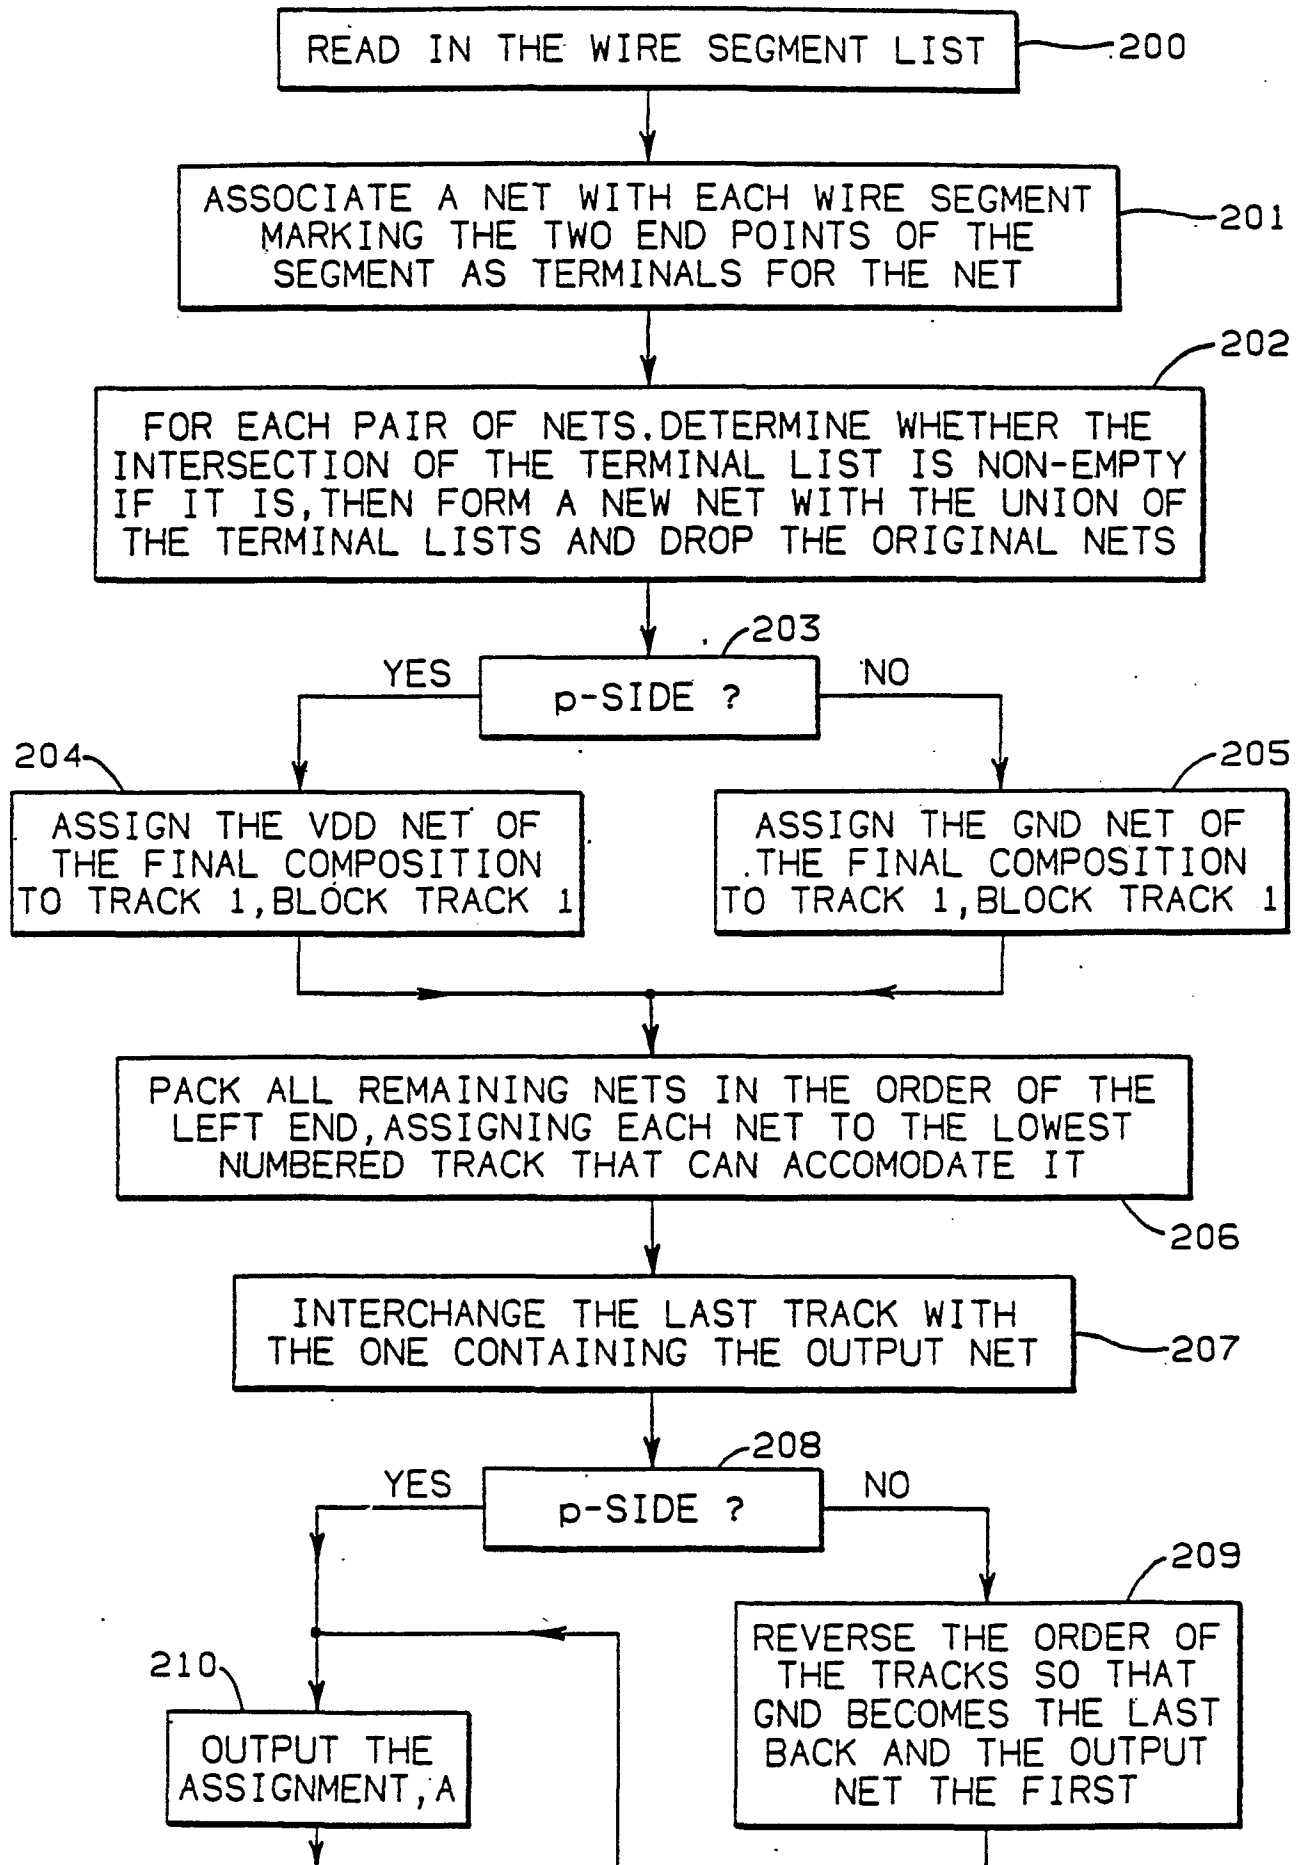 READ IN THE WIRE SEGMENT LIST
200
ASSOCIATE A NET WITH EACH WIRE SEGMENT
MARKING THE TWO END POINTS OF THE
SEGMENT AS TERMINALS FOR THE NET
201
202
FOR EACH PAIR OF NETS.DETERMINE WHETHER THE
INTERSECTION OF THE TERMINAL LIST IS NON-EMPTY
IF IT IS,THEN FORM A NEW NET WITH THE UNION OF
THE TERMINAL LISTS AND DROP THE ORIGINAL NETS
203
YES
p-SIDE ?
NO
204
ASSIGN THE VDD NET OF
THE FINAL COMPOSITION
TO TRACK 1,BLOCK TRACK 1
205
ASSIGN THE GND NET OF
THE FINAL COMPOSITION
TO TRACK 1,BLOCK TRACK 1
PACK ALL REMAINING NETS IN THE ORDER OF THE
LEFT END,ASSIGNING EACH NET TO THE LOWEST
NUMBERED TRACK THAT CAN ACCOMODATE IT
206
INTERCHANGE THE LAST TRACK WITH
THE ONE CONTAINING THE OUTPUT NET
207
208
YES
p-SIDE ?
NO
209
REVERSE THE ORDER OF
THE TRACKS SO THAT
GND BECOMES THE LAST
BACK AND THE OUTPUT
NET THE FIRST
210
OUTPUT THE
ASSIGNMENT,A